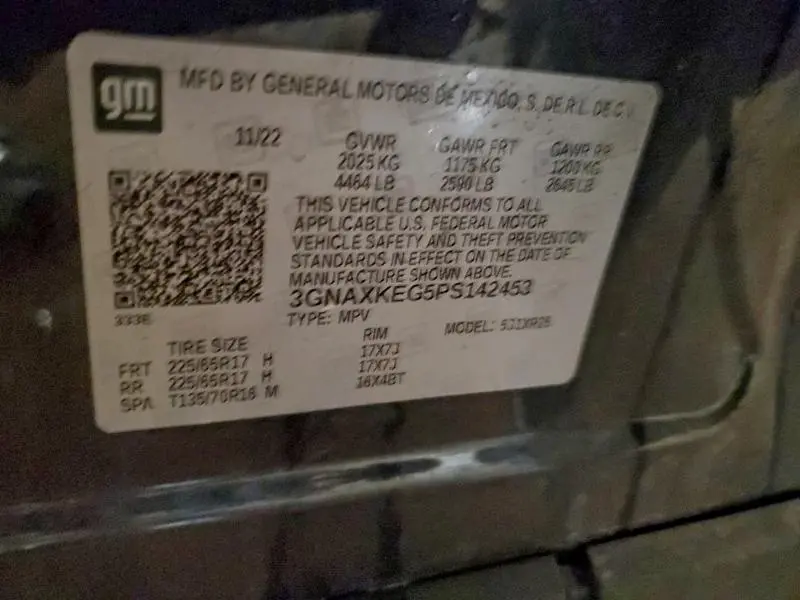 gm
MFD BY GENERAL MOTORS DE MEXICO, S. DE R.L. DE C.V.
11/22 GVWR GAWR FRT GAWR RR
2025 KG 1175 KG 1200 KG
4464 LB 2590 LB 2645 LB
THIS VEHICLE CONFORMS TO ALL
APPLICABLE U.S. FEDERAL MOTOR
VEHICLE SAFETY AND THEFT PREVENTION
STANDARDS IN EFFECT ON THE DATE OF
MANUFACTURE SHOWN ABOVE.
3GNAXKEG5PS142453
333E
TYPE: MPV MODEL:
TIRE SIZE RIM
FRT 225/65R17 H 17X7J
RR 225/65R17 H 17X7J
SPA T135/70R16 M 16X4BT